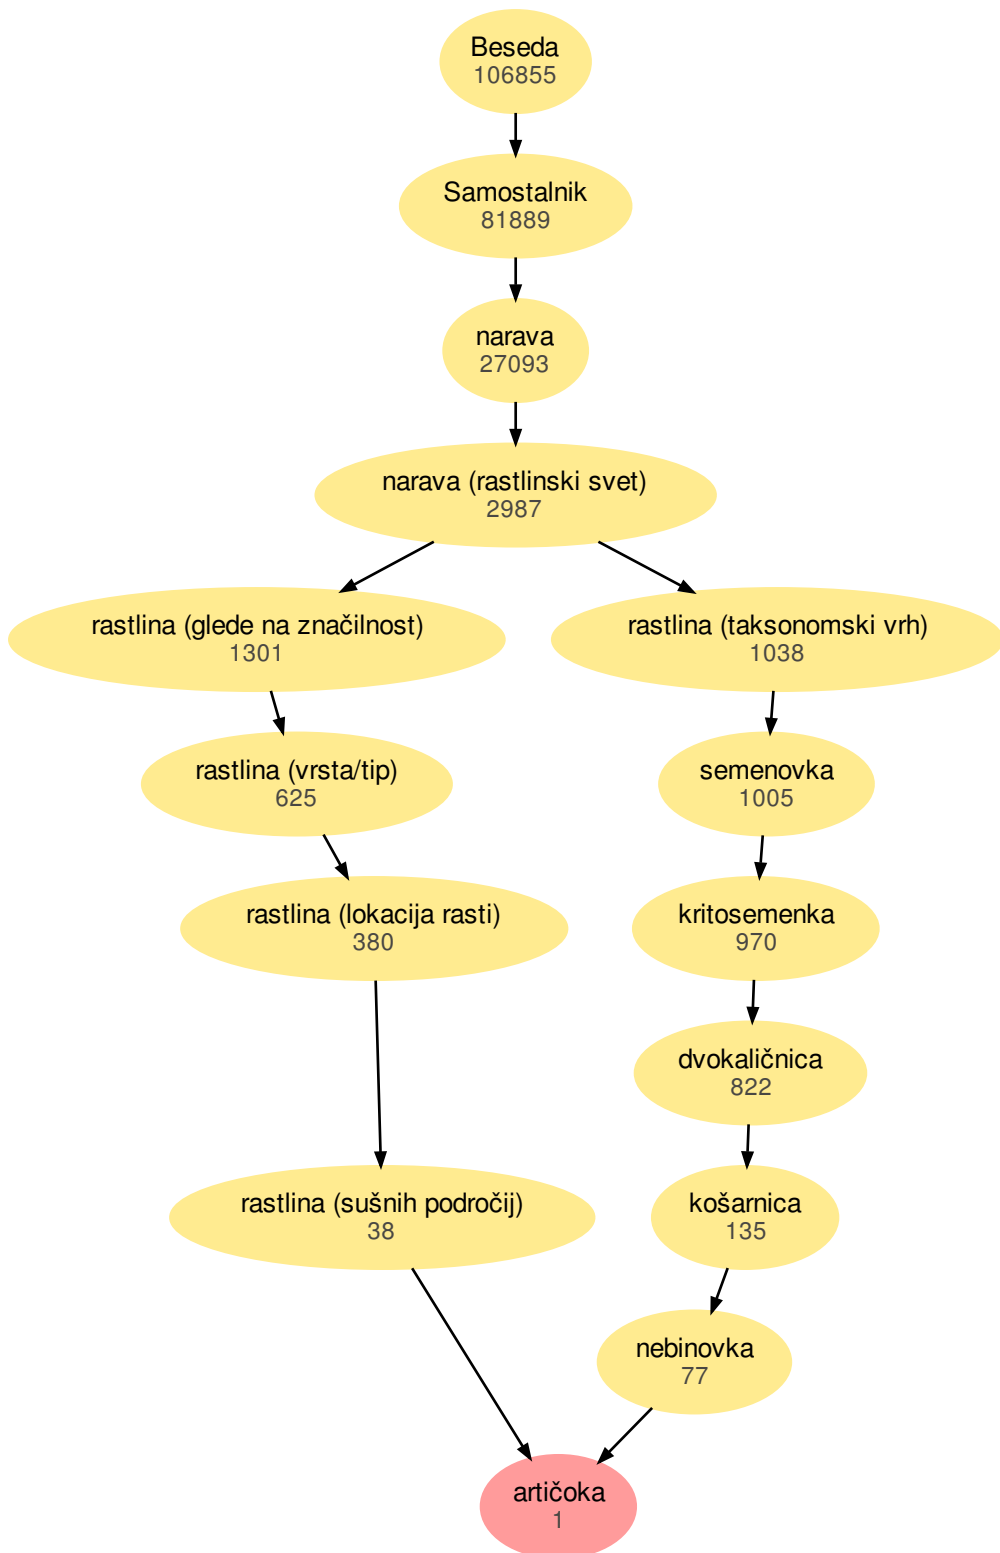 Beseda
106855
Samostalnik
81889
narava
27093
narava (rastlinski svet)
2987
rastlina (glede na značilnost)
1301
rastlina (taksonomski vrh)
1038
rastlina (vrsta/tip)
625
semenovka
1005
rastlina (lokacija rasti)
380
kritosemenka
970
dvokaličnica
822
rastlina (sušnih področij)
38
košarnica
135
nebinovka
77
artičoka
1